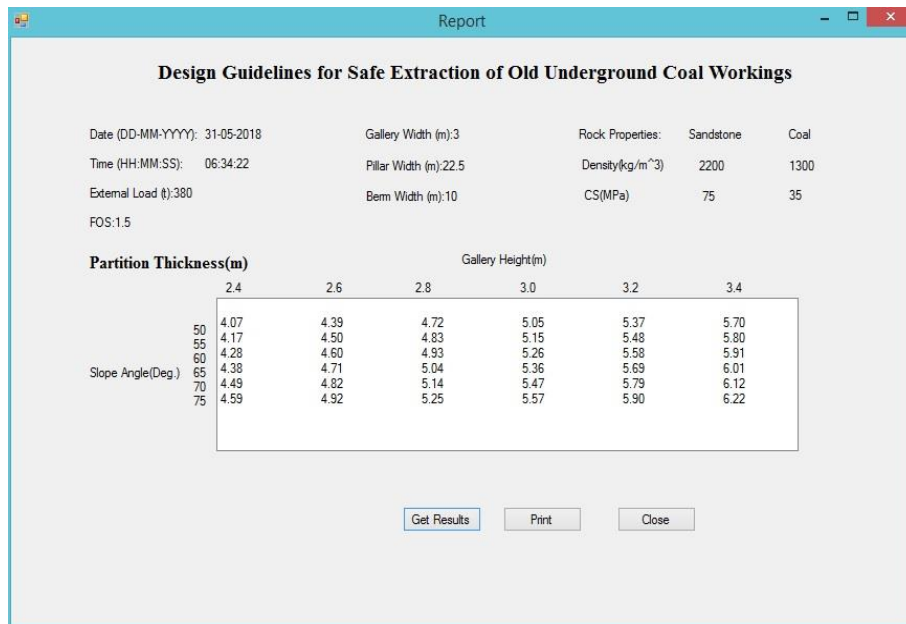 Report
Design Guidelines for Safe Extraction of Old Underground Coal Workings
Date (DD-MM-YYYY): 31-05-2018 Gallery Width (m):3 Rock Properties: Sandstone Coal
Time (HH:MM:SS): 06:34:22 Pillar Width (m):22.5 Density(kg/m^3) 2200 1300
External Load (t):380 Berm Width (m):10 CS(MPa) 75 35
FOS:1.5
Partition Thickness(m) Gallery Height(m)
2.4 2.6 2.8 3.0 3.2 3.4
50 4.07 4.39 4.72 5.05 5.37 5.70
55 4.17 4.50 4.83 5.15 5.48 5.80
60 4.28 4.60 4.93 5.26 5.58 5.91
Slope Angle(Deg.) 65 4.38 4.71 5.04 5.36 5.69 6.01
70 4.49 4.82 5.14 5.47 5.79 6.12
75 4.59 4.92 5.25 5.57 5.90 6.22
Get Results Print Close